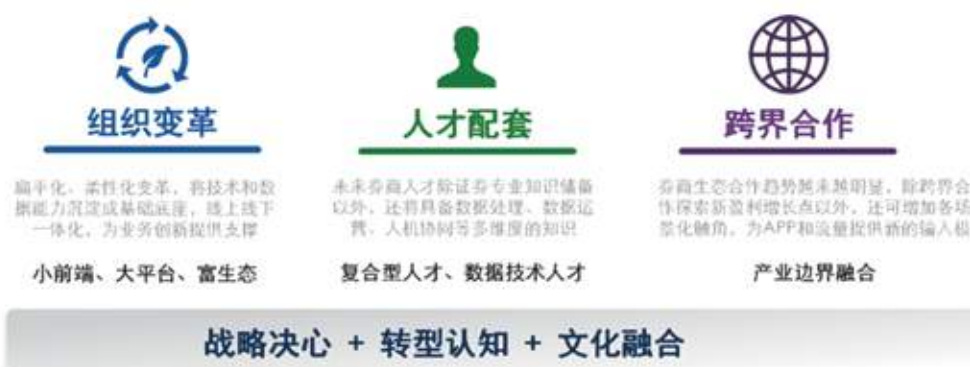 组织变革
扁平化、柔性化变革,将技术和数
据能力沉淀成基础底座,线上线下
一体化,为业务创新提供支撑
小前端、大平台、富生态
人才配套
未来券商人才除证券专业知识储备
以外,还将具备数据处理、数据运
营、人机协同等多维度的知识
复合型人才、数据技术人才
跨界合作
券商生态合作趋势越来越明显,除跨界合
作探索新盈利增长点以外,还可增加各场
景化触角,为APP和流量提供新的输入
产业边界融合
战略决心 + 转型认知 + 文化融合